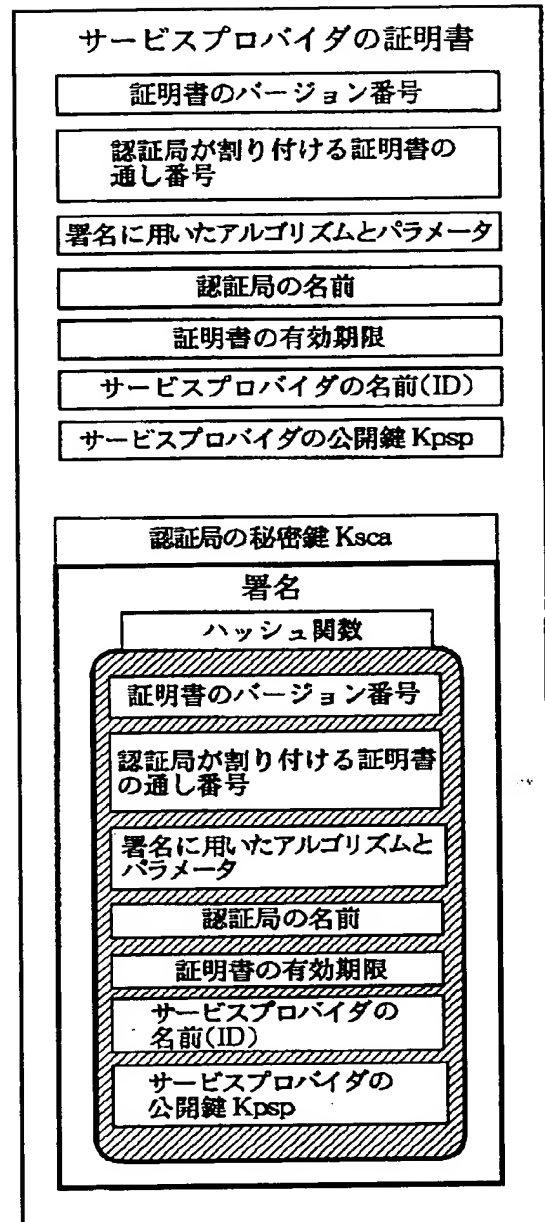 サービスプロバイダの証明書
証明書のバージョン番号
認証局が割り付ける証明書の
通し番号
署名に用いたアルゴリズムとパラメータ
認証局の名前
証明書の有効期限
サービスプロバイダの名前(ID)
サービスプロバイダの公開鍵 Kpsp
認証局の秘密鍵 Ksca
署名
ハッシュ関数
証明書のバージョン番号
認証局が割り付ける証明書
の通し番号
署名に用いたアルゴリズムと
パラメータ
認証局の名前
証明書の有効期限
サービスプロバイダの
名前(ID)
サービスプロバイダの
公開鍵 Kpsp